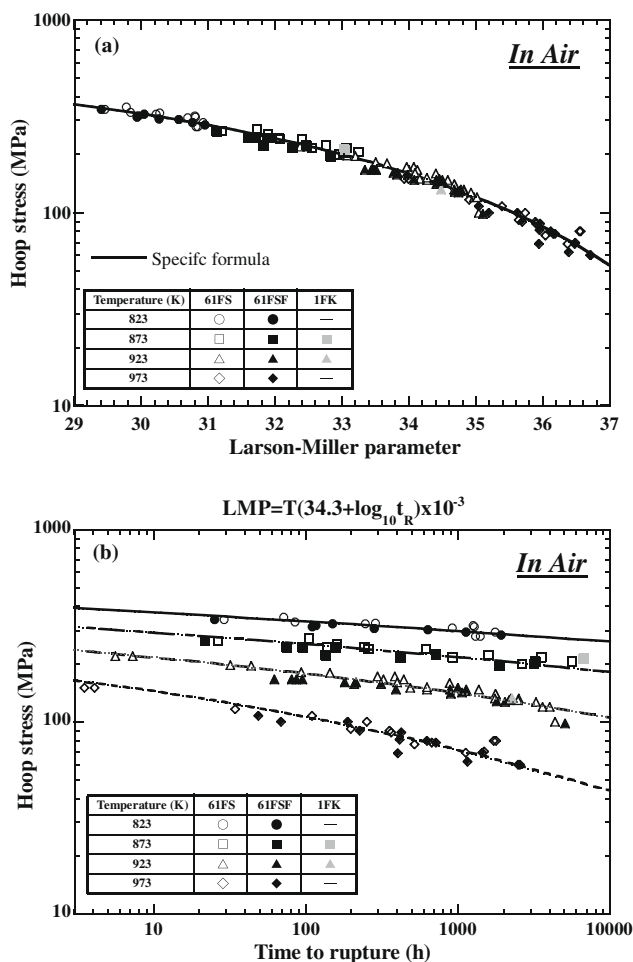 1000
(a)
In Air
Hoop stress (MPa)
100
Specifc formula
Temperature (K) 61FS 61FSF 1FK
823 —
873
923
973 —
10
29 30 31 32 33 34 35 36 37
Larson-Miller parameter
LMP=T(34.3+log10 tR)x10-3
1000
(b)
In Air
Hoop stress (MPa)
100
Temperature (K) 61FS 61FSF 1FK
823 —
873
923
973 —
10
10 100 1000 10000
Time to rupture (h)